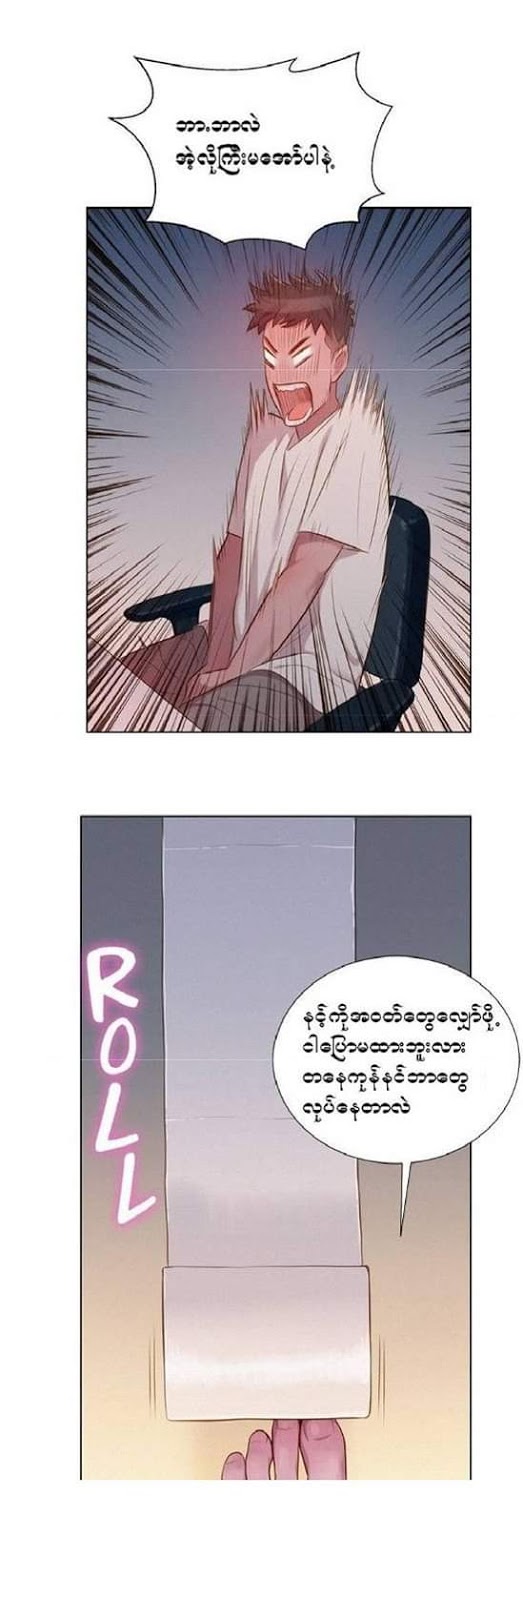 ဘာ.ဘာလဲ
အဲ့လိုကြီးမအော်ပါနဲ့
ROLL
နင့်ကိုအဝတ်တွေလျှော်ဖို့
ငါပြောမထားဘူးလား
တနေကုန်နင်ဘာတွေ
လုပ်နေတာလဲ